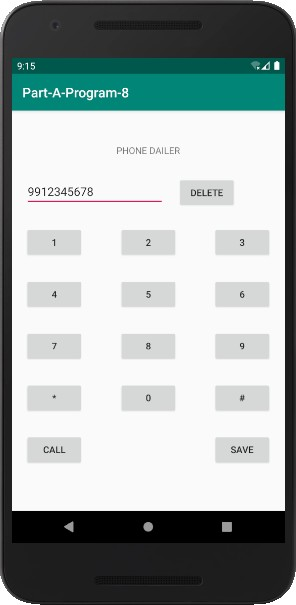 9:15
Part-A-Program-8
PHONE DAILER
9912345678 DELETE
1 2 3
4 5 6
7 8 9
* 0 #
CALL SAVE